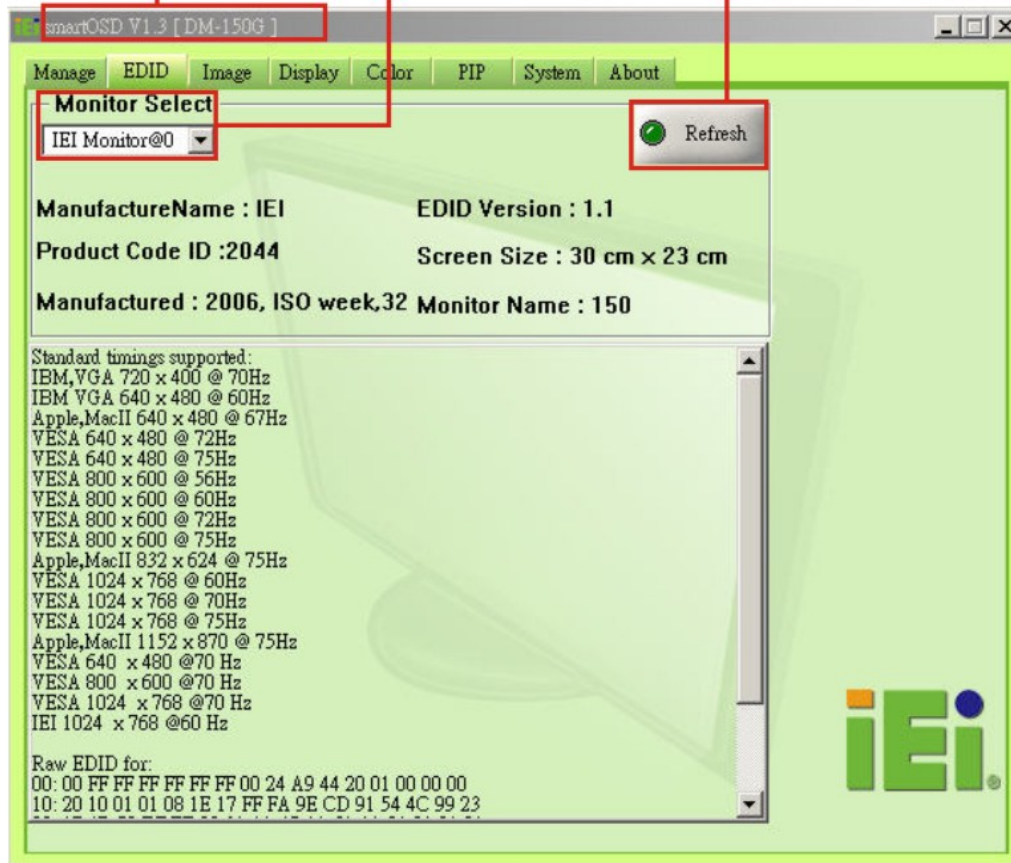 smartOSD V1.3 [ DM-150G ]
Manage EDID Image Display Color PIP System About
Monitor Select
IEI Monitor@0
Refresh
ManufactureName : IEI
EDID Version : 1.1
Product Code ID :2044
Screen Size : 30 cm × 23 cm
Manufactured : 2006, ISO week,32
Monitor Name : 150
Standard timings supported:
IBM,VGA 720 x 400 @ 70Hz
IBM VGA 640 x 480 @ 60Hz
Apple,MacII 640 x 480 @ 67Hz
VESA 640 x 480 @ 72Hz
VESA 640 x 480 @ 75Hz
VESA 800 x 600 @ 56Hz
VESA 800 x 600 @ 60Hz
VESA 800 x 600 @ 72Hz
VESA 800 x 600 @ 75Hz
Apple,MacII 832 x 624 @ 75Hz
VESA 1024 x 768 @ 60Hz
VESA 1024 x 768 @ 70Hz
VESA 1024 x 768 @ 75Hz
Apple,MacII 1152 x 870 @ 75Hz
VESA 640 x 480 @70 Hz
VESA 800 x 600 @70 Hz
VESA 1024 x 768 @70 Hz
IEI 1024 x 768 @60 Hz
Raw EDID for:
00: 00 FF FF FF FF FF FF 00 24 A9 44 20 01 00 00 00
10: 20 10 01 01 08 1E 17 FF FA 9E CD 91 54 4C 99 23
iEi